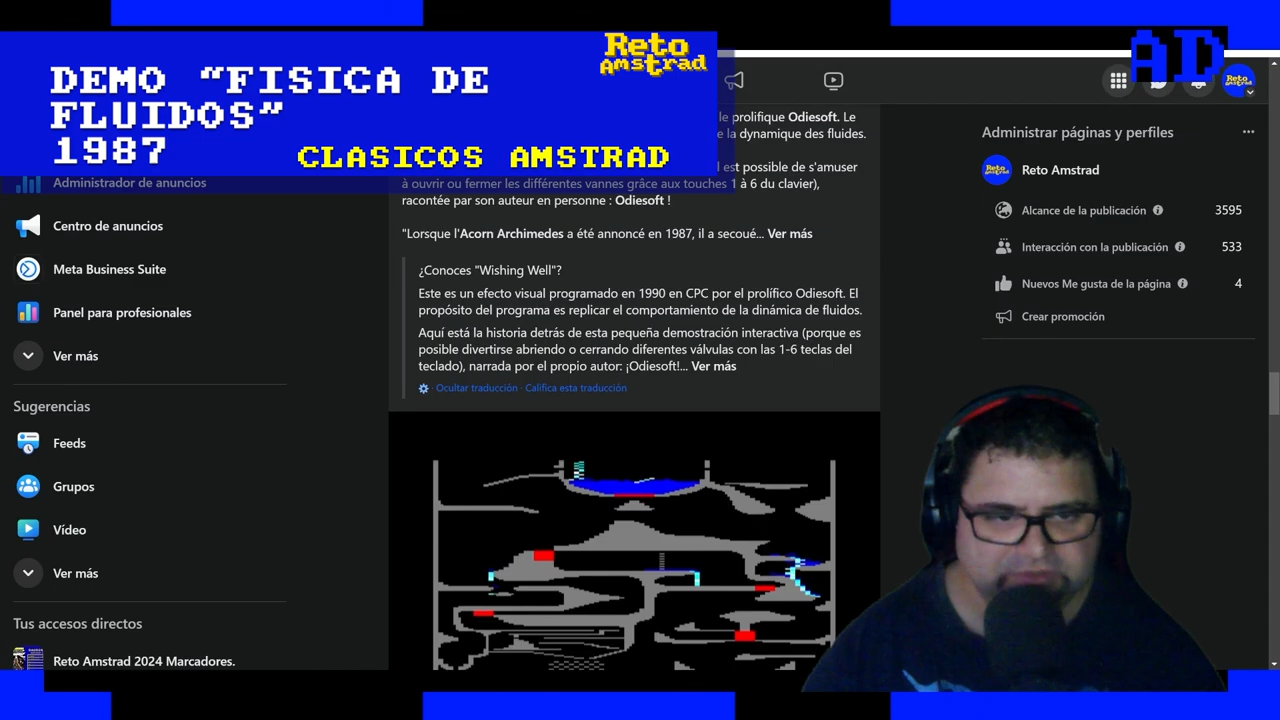 DEMO “FISICA DE
FLUIDOS”
1987
CLASICOS AMSTRAD
Reto
Amstrad
AD
Reto
Amstrad
Administrador de anuncios
Centro de anuncios
Meta Business Suite
Panel para profesionales
Ver más
Sugerencias
Feeds
Grupos
Vídeo
Ver más
Tus accesos directos
Reto Amstrad 2024 Marcadores.
le prolifique Odiesoft. Le
la dynamique des fluides.
est possible de s'amuser
à ouvrir ou fermer les différentes vannes grâce aux touches 1 à 6 du clavier),
racontée par son auteur en personne : Odiesoft !
"Lorsque l'Acorn Archimedes a été annoncé en 1987, il a secoué... Ver más
¿Conoces "Wishing Well"?
Este es un efecto visual programado en 1990 en CPC por el prolífico Odiesoft. El
propósito del programa es replicar el comportamiento de la dinámica de fluidos.
Aquí está la historia detrás de esta pequeña demostración interactiva (porque es
posible divertirse abriendo o cerrando diferentes válvulas con las 1-6 teclas del
teclado), narrada por el propio autor: ¡Odiesoft!... Ver más
Ocultar traducción · Califica esta traducción
Administrar páginas y perfiles
Reto Amstrad
Alcance de la publicación 3595
Interacción con la publicación 533
Nuevos Me gusta de la página 4
Crear promoción